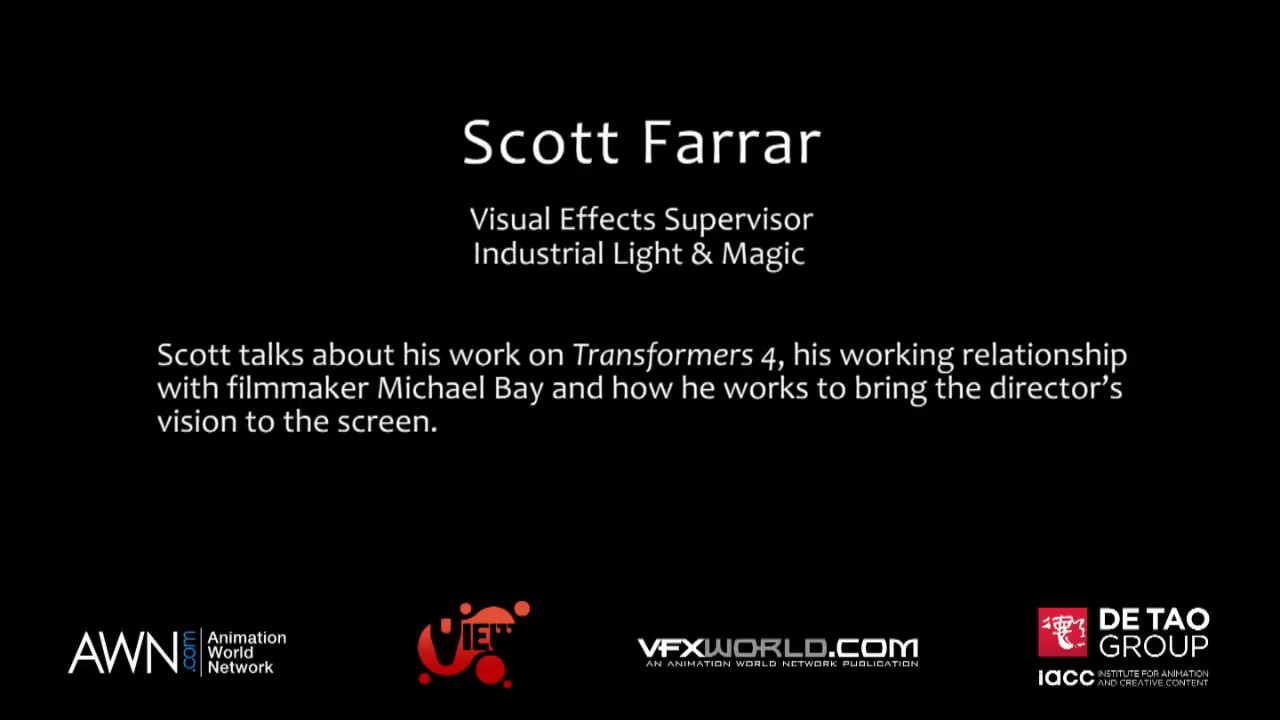 Scott Farrar
Visual Effects Supervisor
Industrial Light & Magic
Scott talks about his work on Transformers 4, his working relationship
with filmmaker Michael Bay and how he works to bring the director’s
vision to the screen.
AWN.com
Animation
World
Network
VIEW
VFXWORLD.COM
AN ANIMATION WORLD NETWORK PUBLICATION
DE TAO
GROUP
iacc
INSTITUTE FOR ANIMATION
AND CREATIVE CONTENT